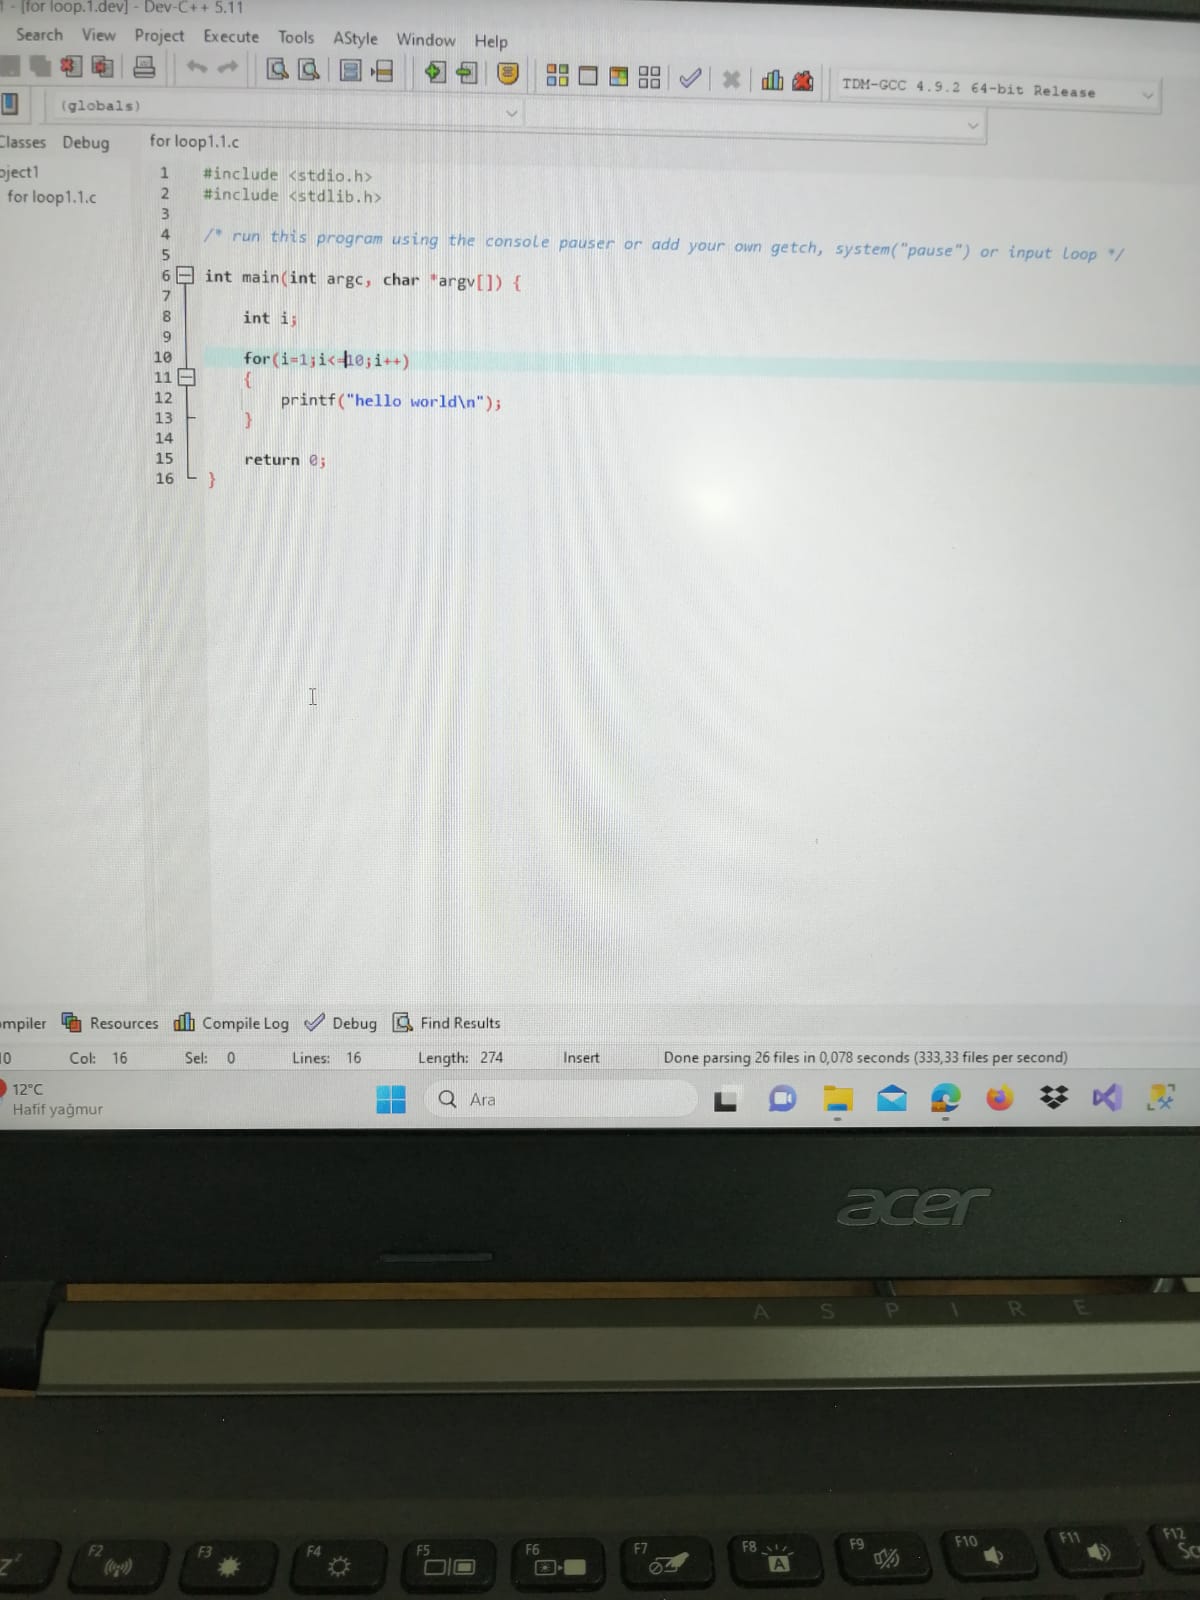 [for loop.1.dev] - Dev-C++ 5.11
Search View Project Execute Tools AStyle Window Help
TDM-GCC 4.9.2 64-bit Release
(globals)
Classes Debug for loop1.1.c
oject1
for loop1.1.c
1 #include <stdio.h>
2 #include <stdlib.h>
3
4 /* run this program using the console pauser or add your own getch, system("pause") or input loop */
5
6 int main(int argc, char *argv[]) {
7
8 int i;
9
10 for(i=1;i<=10;i++)
11 {
12 printf("hello world\n");
13 }
14
15 return 0;
16 }
mpiler Resources Compile Log Debug Find Results
10 Col: 16 Sel: 0 Lines: 16 Length: 274 Insert Done parsing 26 files in 0,078 seconds (333,33 files per second)
12°C
Hafif yağmur
Ara
acer
ASPIRE
F2 F3 F4 F5 F6 F7 F8 F9 F10 F11 F12
A